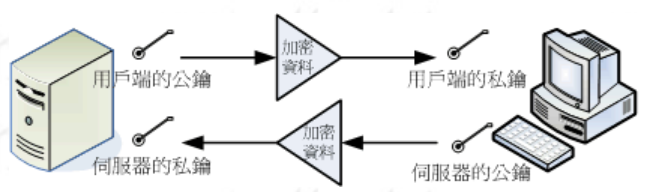 加密
資料
用戶端的公鑰
用戶端的私鑰
加密
資料
伺服器的私鑰
伺服器的公鑰